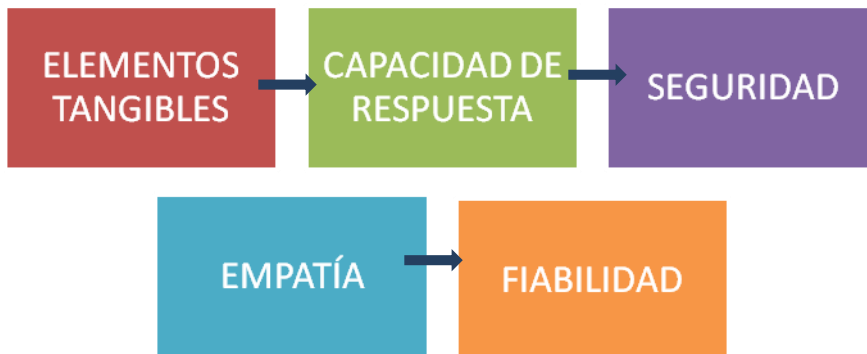 ELEMENTOS
TANGIBLES
CAPACIDAD DE
RESPUESTA
SEGURIDAD
EMPATÍA
FIABILIDAD